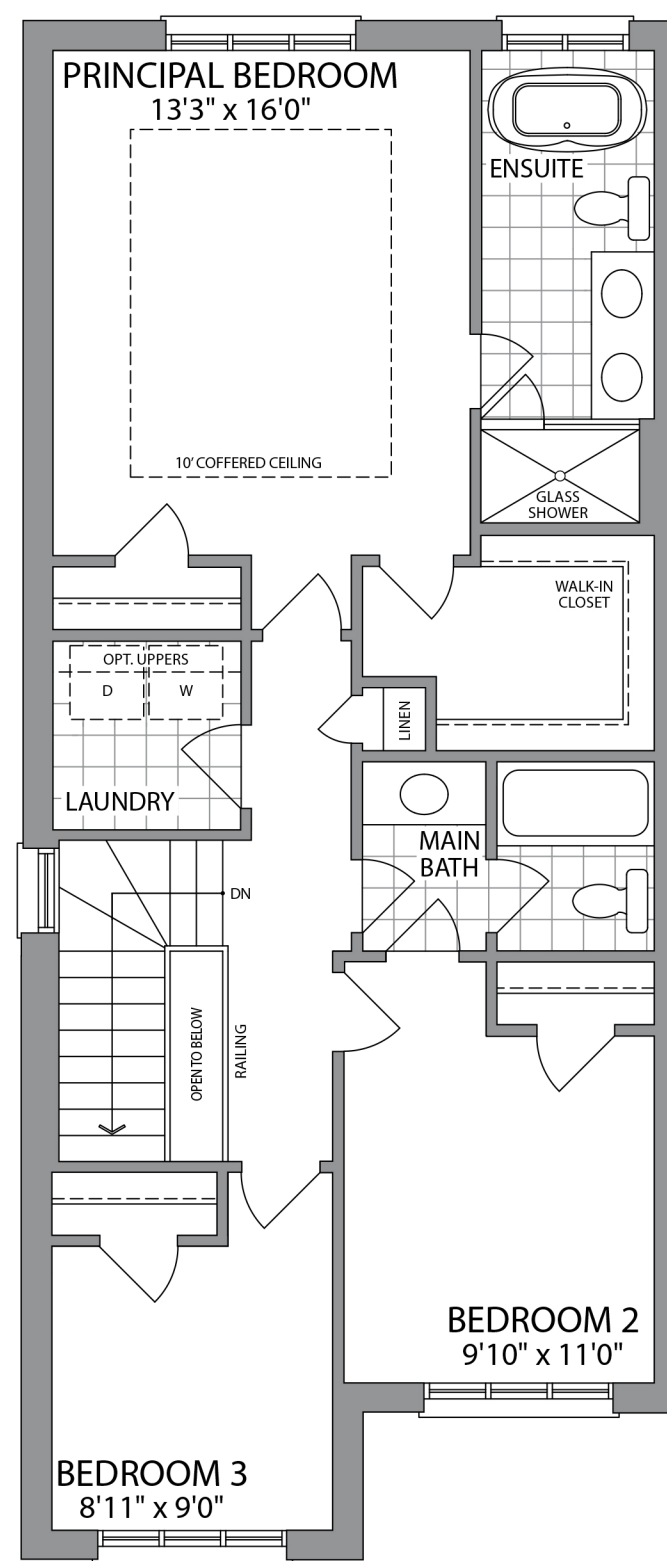 PRINCIPAL BEDROOM
13'3" x 16'0"
ENSUITE
10' COFFERED CEILING
GLASS
SHOWER
WALK-IN
CLOSET
OPT. UPPERS
D
W
LINEN
LAUNDRY
MAIN
BATH
DN
OPEN TO BELOW
RAILING
BEDROOM 2
9'10" x 11'0"
BEDROOM 3
8'11" x 9'0"